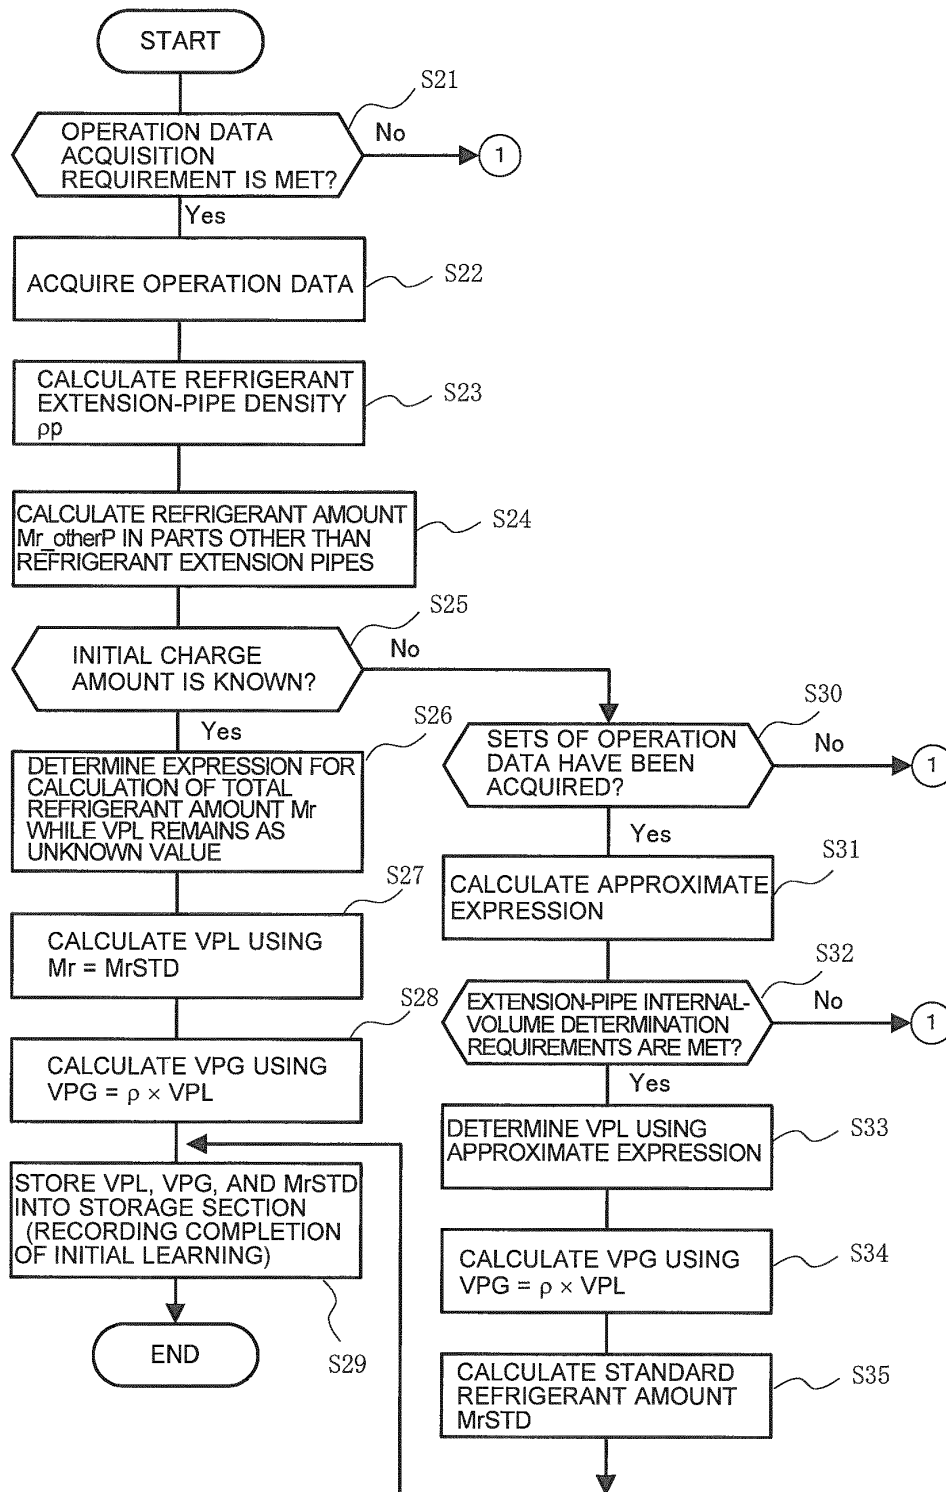 START
S21
OPERATION DATA
ACQUISITION
REQUIREMENT IS MET?
No
1
Yes
ACQUIRE OPERATION DATA
S22
CALCULATE REFRIGERANT
EXTENSION-PIPE DENSITY
ρp
S23
CALCULATE REFRIGERANT AMOUNT
Mr_otherP IN PARTS OTHER THAN
REFRIGERANT EXTENSION PIPES
S24
S25
INITIAL CHARGE
AMOUNT IS KNOWN?
No
Yes
S26
DETERMINE EXPRESSION FOR
CALCULATION OF TOTAL
REFRIGERANT AMOUNT Mr
WHILE VPL REMAINS AS
UNKNOWN VALUE
S27
CALCULATE VPL USING
Mr = MrSTD
S28
CALCULATE VPG USING
VPG = ρ × VPL
STORE VPL, VPG, AND MrSTD
INTO STORAGE SECTION
(RECORDING COMPLETION
OF INITIAL LEARNING)
S29
END
S30
SETS OF OPERATION
DATA HAVE BEEN
ACQUIRED?
No
1
Yes
S31
CALCULATE APPROXIMATE
EXPRESSION
S32
EXTENSION-PIPE INTERNAL-
VOLUME DETERMINATION
REQUIREMENTS ARE MET?
No
1
Yes
DETERMINE VPL USING
APPROXIMATE EXPRESSION
S33
CALCULATE VPG USING
VPG = ρ × VPL
S34
CALCULATE STANDARD
REFRIGERANT AMOUNT
MrSTD
S35